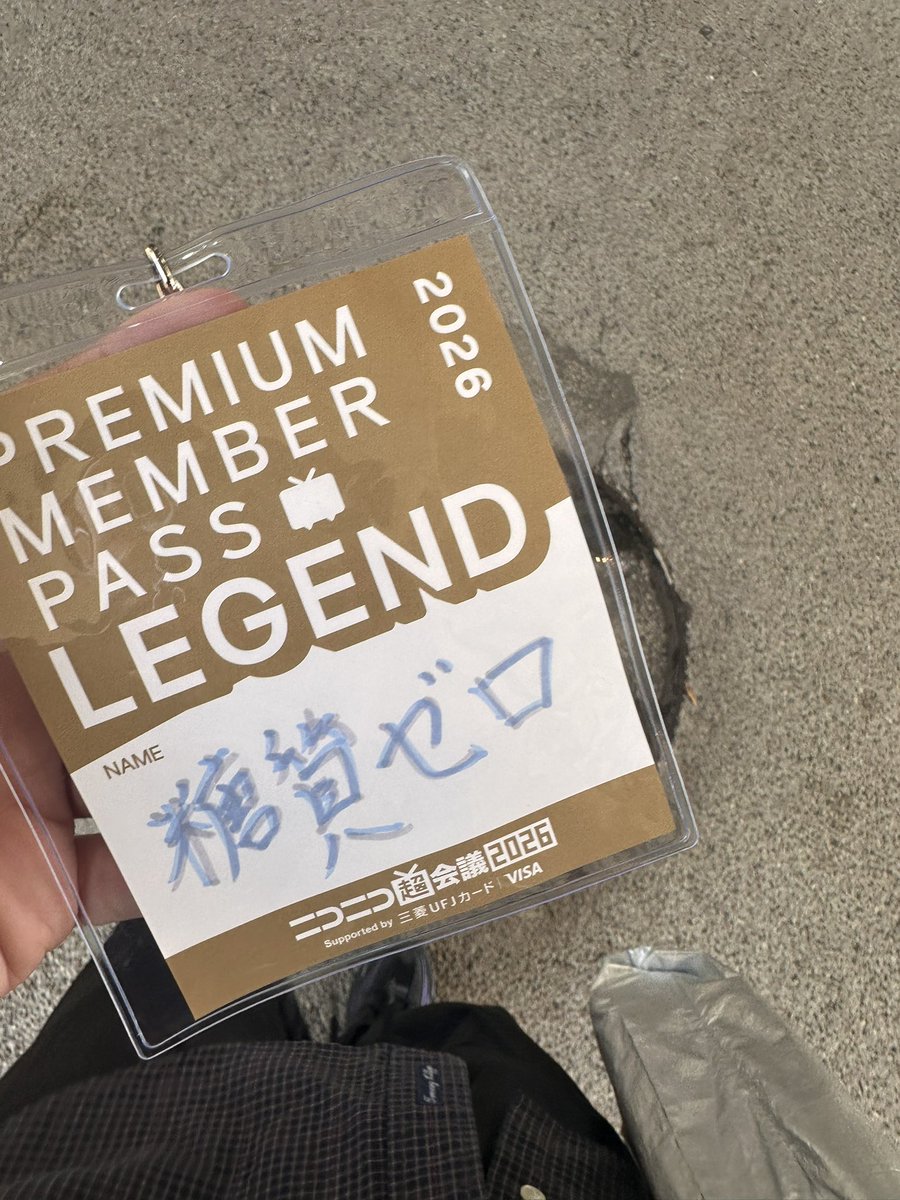 2026
PREMIUM
MEMBER
PASS
LEGEND
NAME
糖質ゼロ
ニコニコ超会議2026
Supported by 三菱UFJカード | VISA